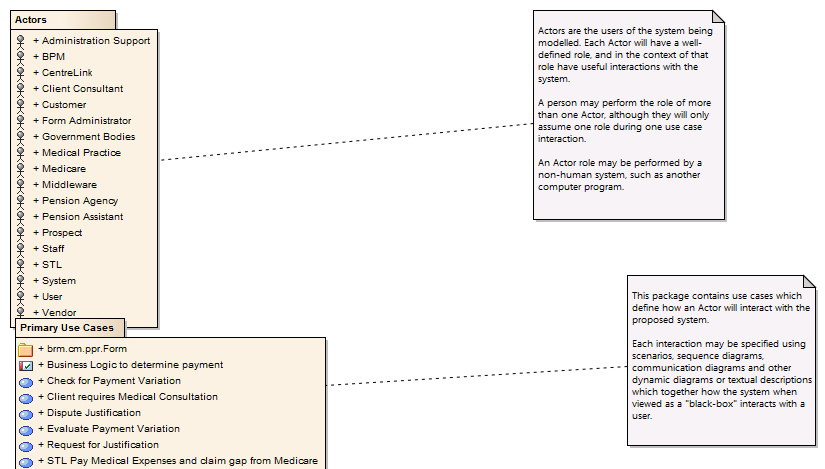 Actors
+ Administration Support
+ BPM
+ CentreLink
+ Client Consultant
+ Customer
+ Form Administrator
+ Government Bodies
+ Medical Practice
+ Medicare
+ Middleware
+ Pension Agency
+ Pension Assistant
+ Prospect
+ Staff
+ STL
+ System
+ User
+ Vendor
Actors are the users of the system being
modelled. Each Actor will have a well-
defined role, and in the context of that
role have useful interactions with the
system.
A person may perform the role of more
than one Actor, although they will only
assume one role during one use case
interaction.
An Actor role may be performed by a
non-human system, such as another
computer program.
Primary Use Cases
+ brm.cm.ppr.Form
+ Business Logic to determine payment
+ Check for Payment Variation
+ Client requires Medical Consultation
+ Dispute Justification
+ Evaluate Payment Variation
+ Request for Justification
+ STL Pay Medical Expenses and claim gap from Medicare
This package contains use cases which
define how an Actor will interact with the
proposed system.
Each interaction may be specified using
scenarios, sequence diagrams,
communication diagrams and other
dynamic diagrams or textual descriptions
which together how the system when
viewed as a "black-box" interacts with a
user.